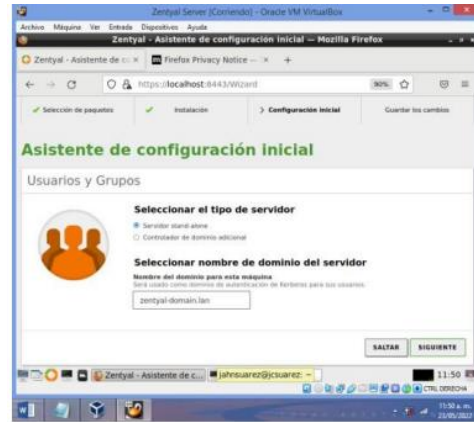 Zentyal Server [Corriendo] - Oracle VM VirtualBox
Archivo Máquina Ver Entrada Dispositivos Ayuda
Zentyal - Asistente de configuración inicial — Mozilla Firefox
Zentyal - Asistente de co
Firefox Privacy Notice —
https://localhost:8443/Wizard
90%
Selección de paquetes
Instalación
Configuración inicial
Guardar los cambios
Asistente de configuración inicial
Usuarios y Grupos
Seleccionar el tipo de servidor
Servidor stand-alone
Controlador de dominio adicional
Seleccionar nombre de dominio del servidor
Nombre del dominio para esta máquina
Será usado como dominio de autenticación de Kerberos para sus usuarios.
zentyal-domain.lan
SALTAR
SIGUIENTE
Zentyal - Asistente de c...
jahnsuarez@jcsuarez: ~
11:50
CTRL DERECHA
11:50 a. m.
23/05/2022